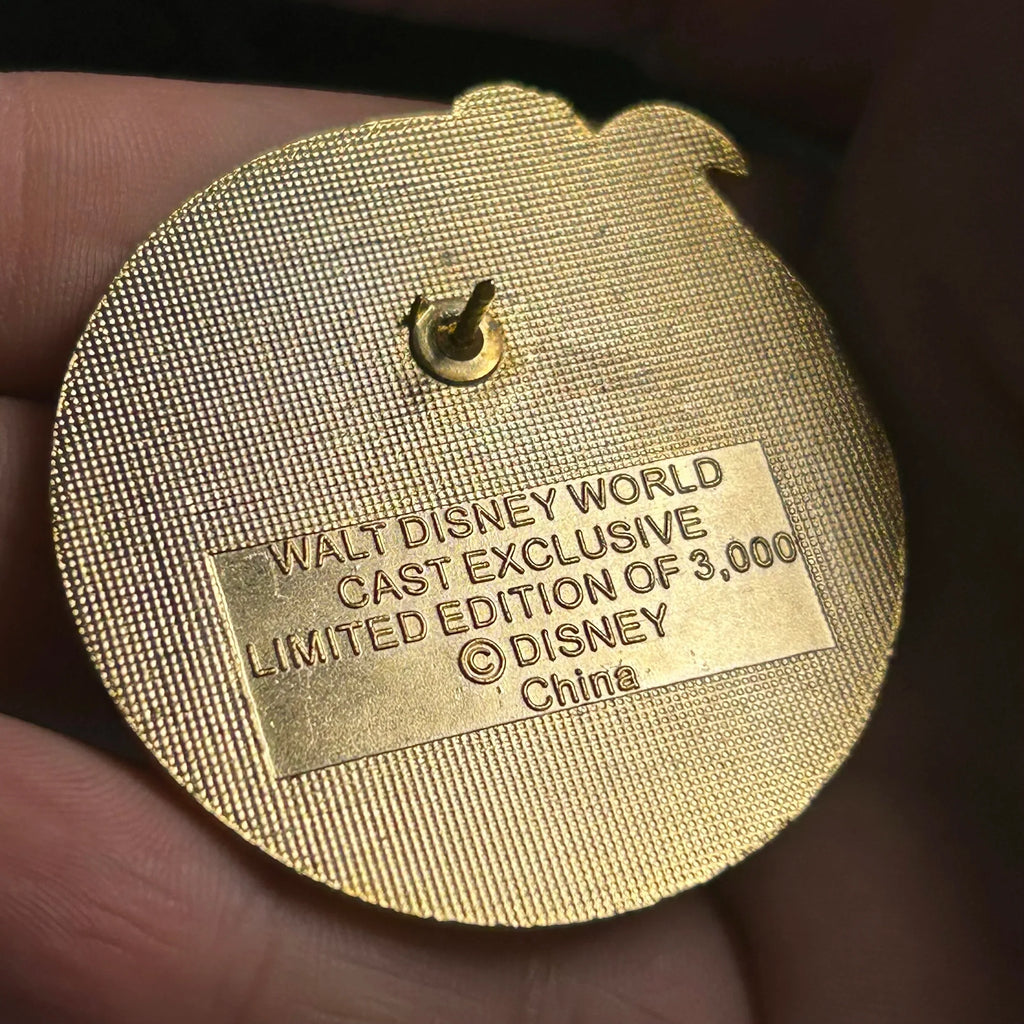 WALT DISNEY WORLD
CAST EXCLUSIVE
LIMITED EDITION OF 3,000
© DISNEY
China